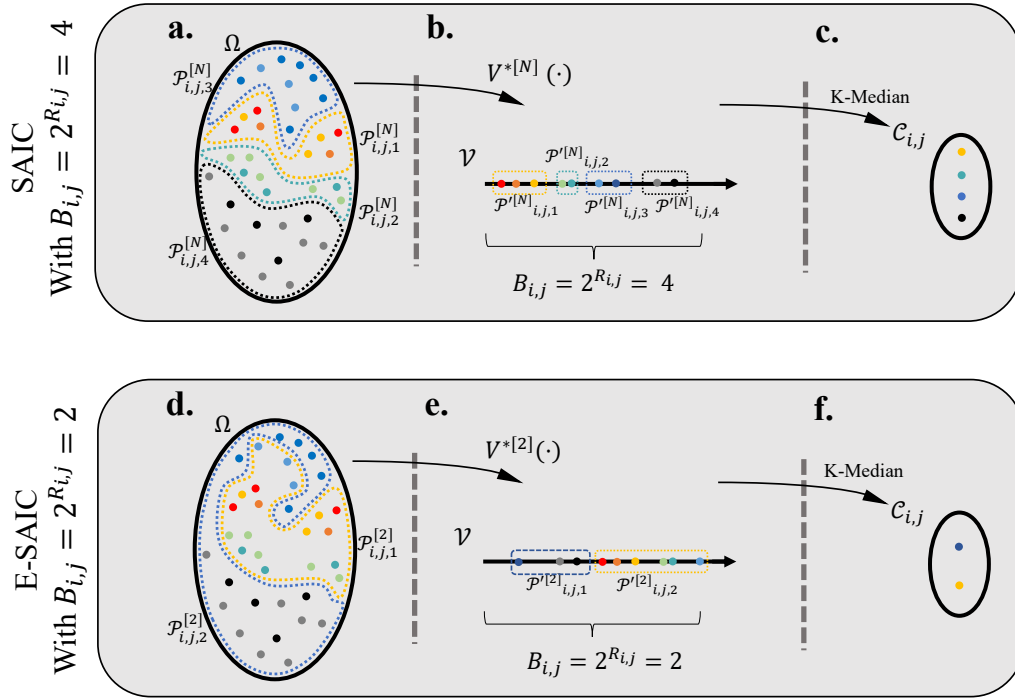 SAIC
With B_{i,j} = 2^{R_{i,j}} = 4
a.
Ω
𝒫^{[N]}_{i,j,3}
𝒫^{[N]}_{i,j,1}
𝒫^{[N]}_{i,j,2}
𝒫^{[N]}_{i,j,4}
b.
V^{*[N]}(·)
𝒱
𝒫'^{[N]}_{i,j,2}
𝒫'^{[N]}_{i,j,1}
𝒫'^{[N]}_{i,j,3}
𝒫'^{[N]}_{i,j,4}
B_{i,j} = 2^{R_{i,j}} = 4
c.
K-Median
𝒞_{i,j}
E-SAIC
With B_{i,j} = 2^{R_{i,j}} = 2
d.
Ω
𝒫^{[2]}_{i,j,1}
𝒫^{[2]}_{i,j,2}
e.
V^{*[2]}(·)
𝒱
𝒫'^{[2]}_{i,j,1}
𝒫'^{[2]}_{i,j,2}
B_{i,j} = 2^{R_{i,j}} = 2
f.
K-Median
𝒞_{i,j}